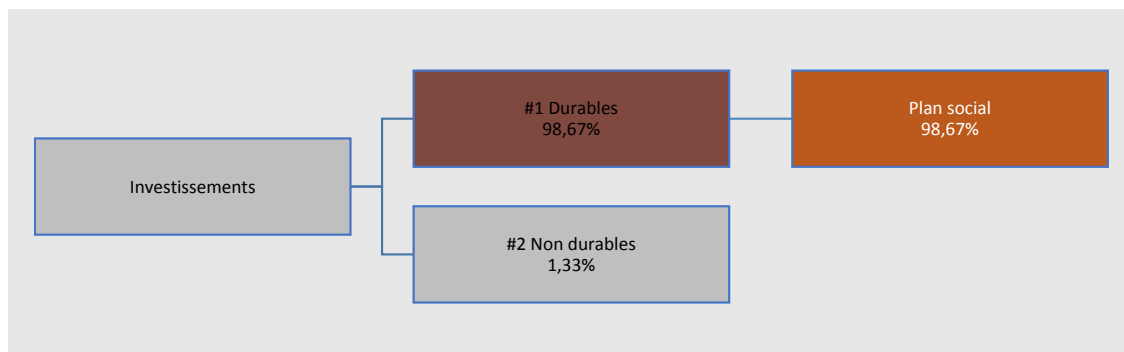 Investissements
#1 Durables
98,67%
Plan social
98,67%
#2 Non durables
1,33%